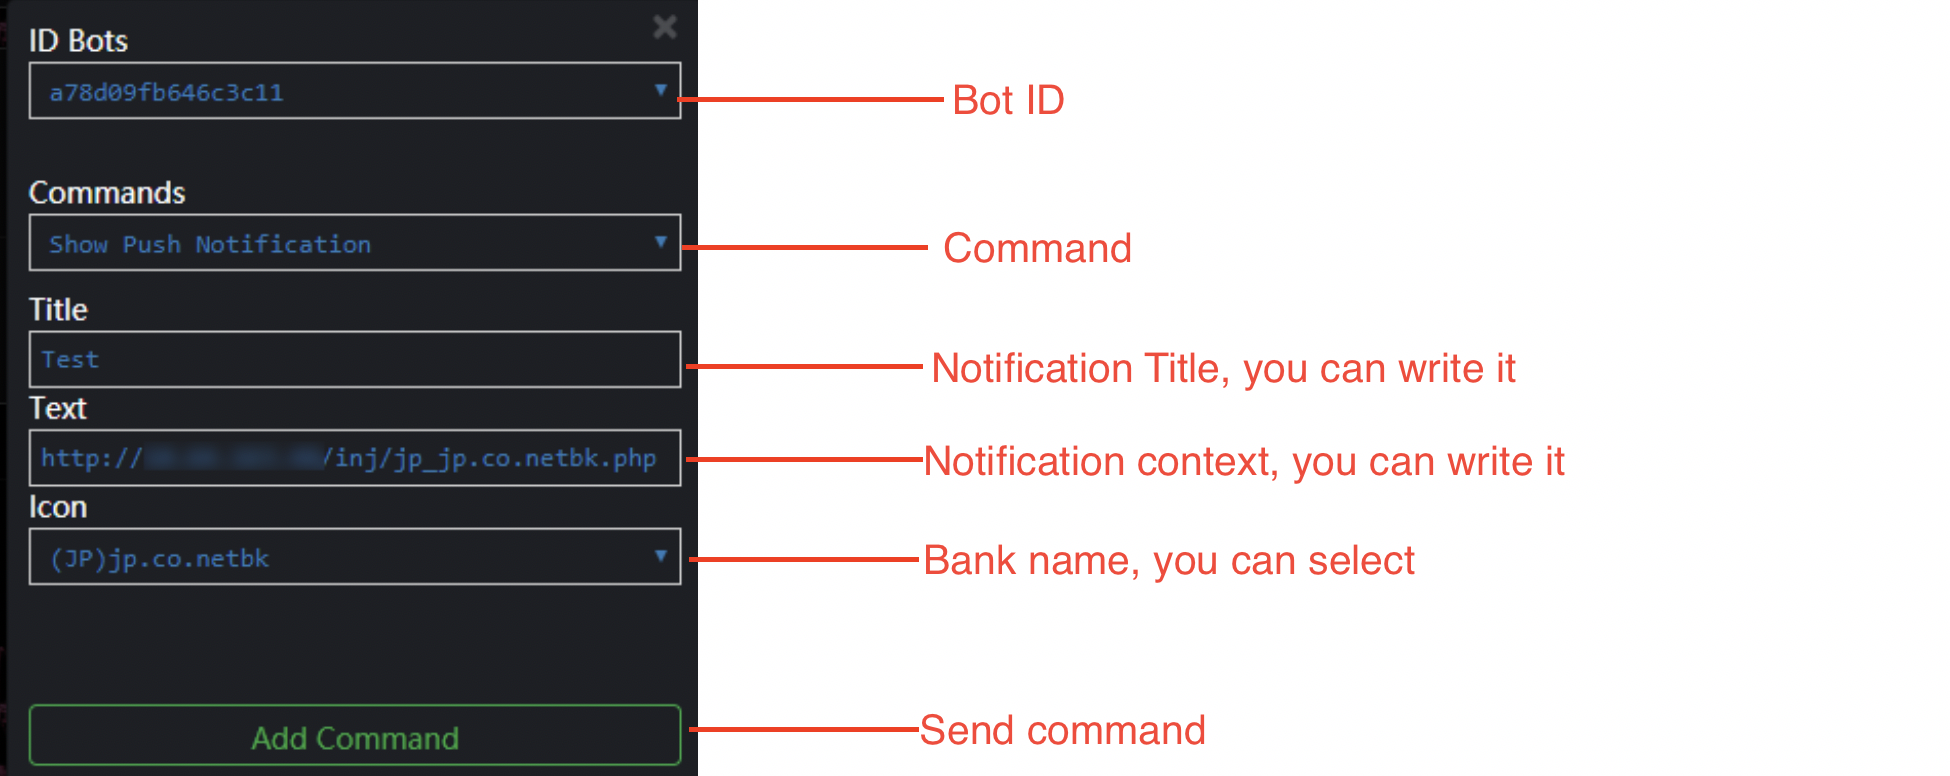 ID Bots
a78d09fb646c3c11
Bot ID
Commands
Show Push Notification
Command
Title
Test
Notification Title, you can write it
Text
http:// /inj/jp_jp.co.netbk.php
Notification context, you can write it
Icon
(JP)jp.co.netbk
Bank name, you can select
Add Command
Send command